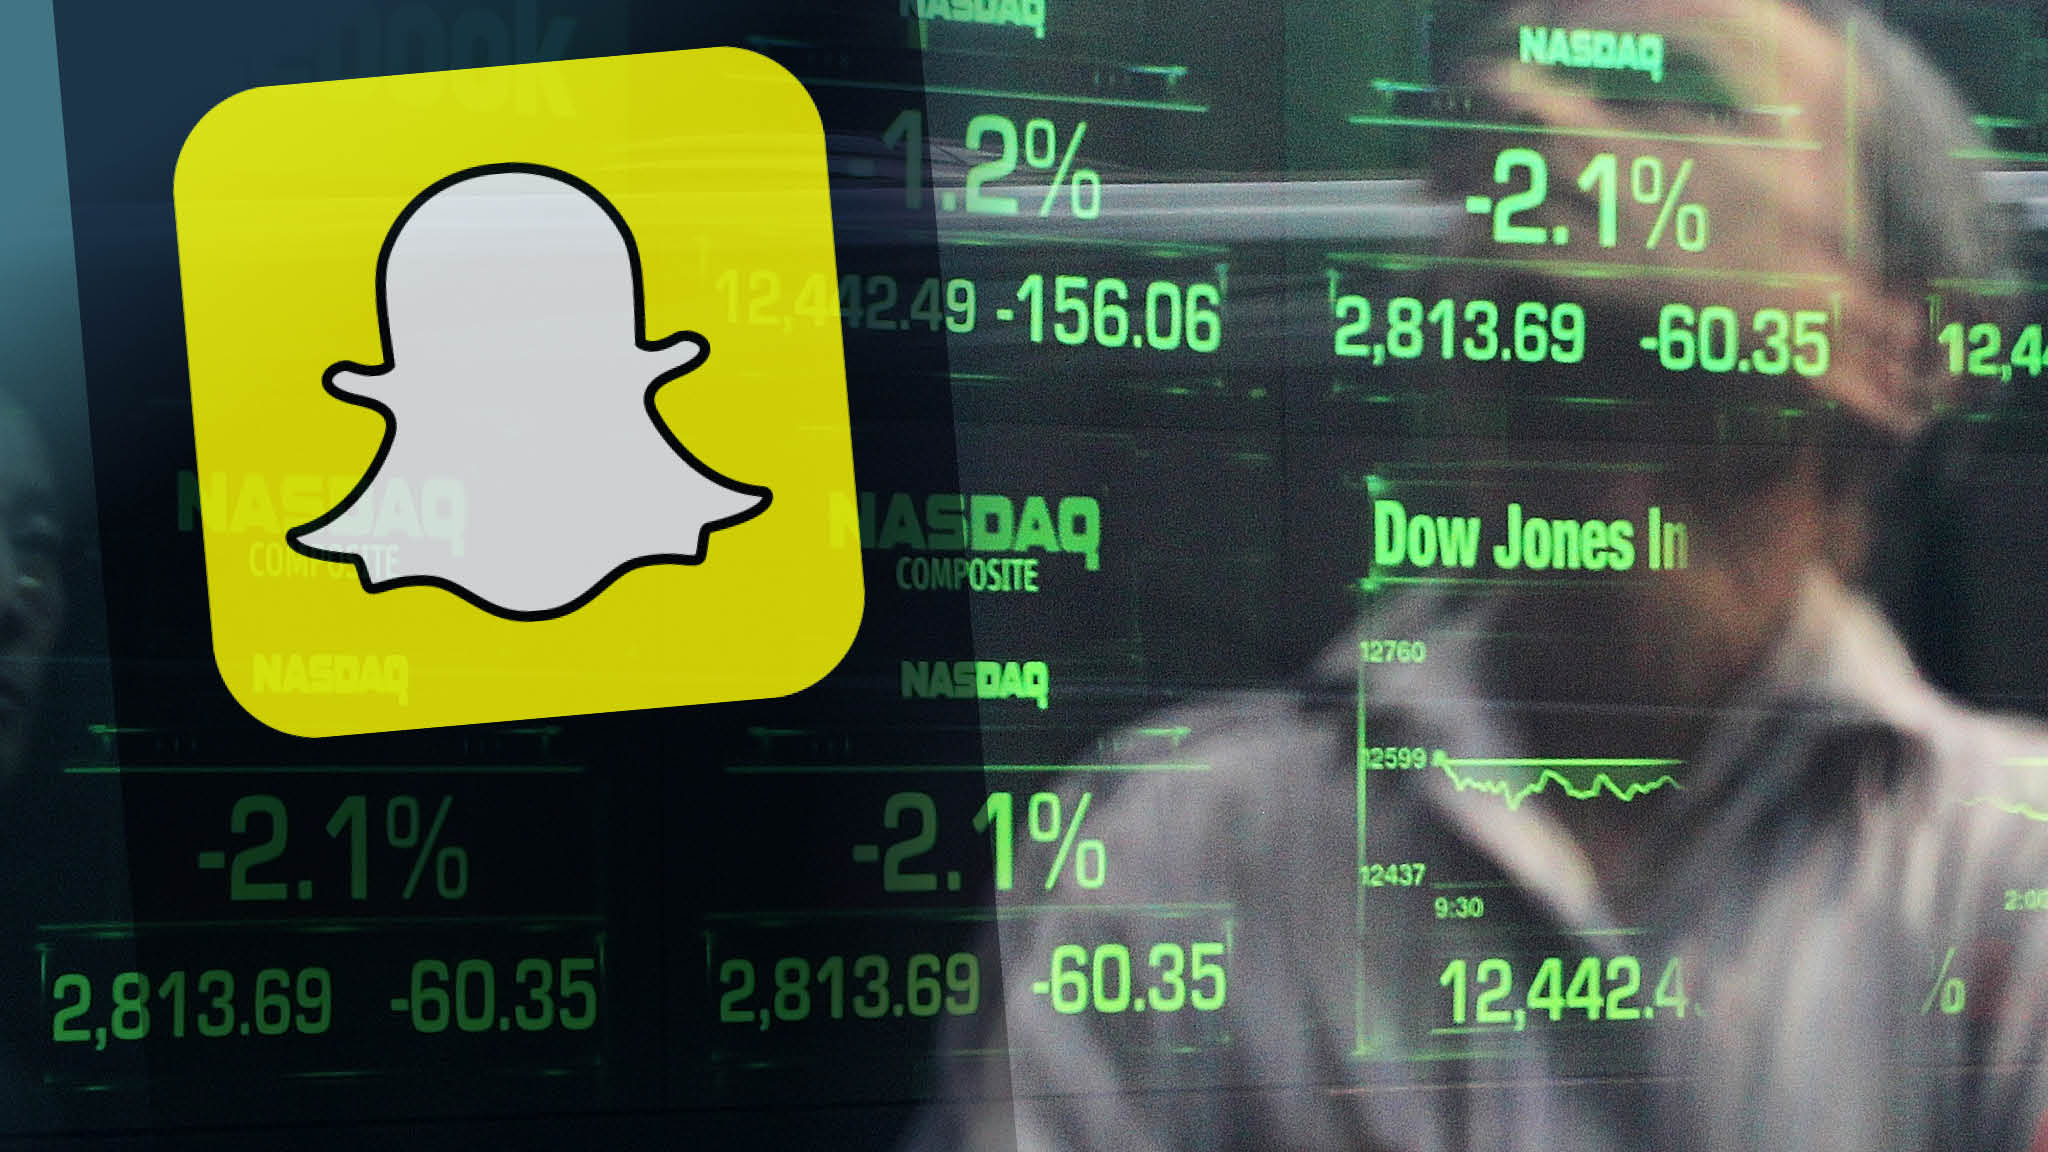 NASDAQ
NASDAQ
1.2%
-2.1%
12,442.49 -156.06
2,813.69 -60.35
NASDAQ
COMPOSITE
NASDAQ
COMPOSITE
Dow Jones In
12760
NASDAQ
NASDAQ
12599
-2.1%
-2.1%
12437
9:30
2,813.69 -60.35
2,813.69 -60.35
12,442.4
%